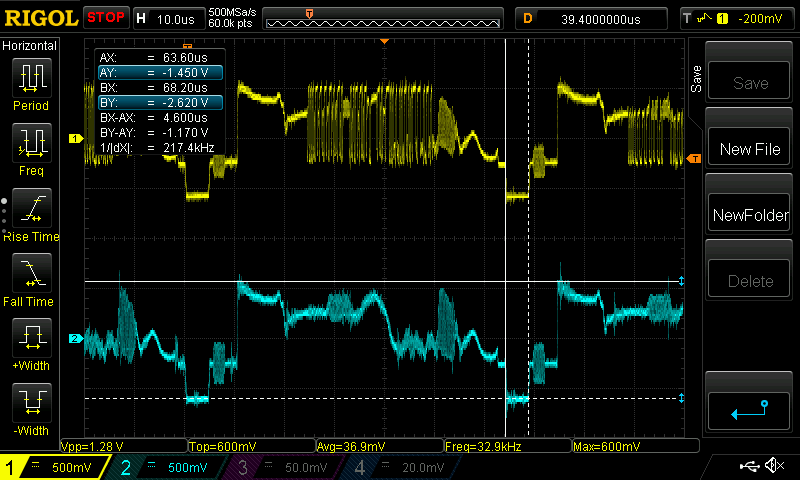 RIGOL STOP H 10.0us 500MSa/s 60.0k pts T D 39.4000000us T 1 -200mV
Horizontal
Period
Freq
Rise Time
Fall Time
+Width
-Width
T
AX: = 63.60us
AY: = -1.450 V
BX: = 68.20us
BY: = -2.620 V
BX-AX: = 4.600us
BY-AY: = -1.170 V
1/|dX|: = 217.4kHz
1
T
2
Save
Save
New File
NewFolder
Delete
Vpp=1.28 V Top=600mV Avg=36.9mV Freq=32.9kHz Max=600mV
1 = 500mV 2 = 500mV 3 = 50.0mV 4 = 20.0mV